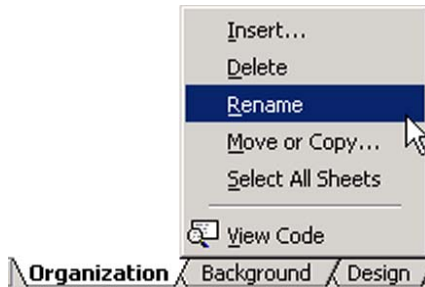 Insert...
Delete
Rename
Move or Copy...
Select All Sheets
View Code
Organization Background Design